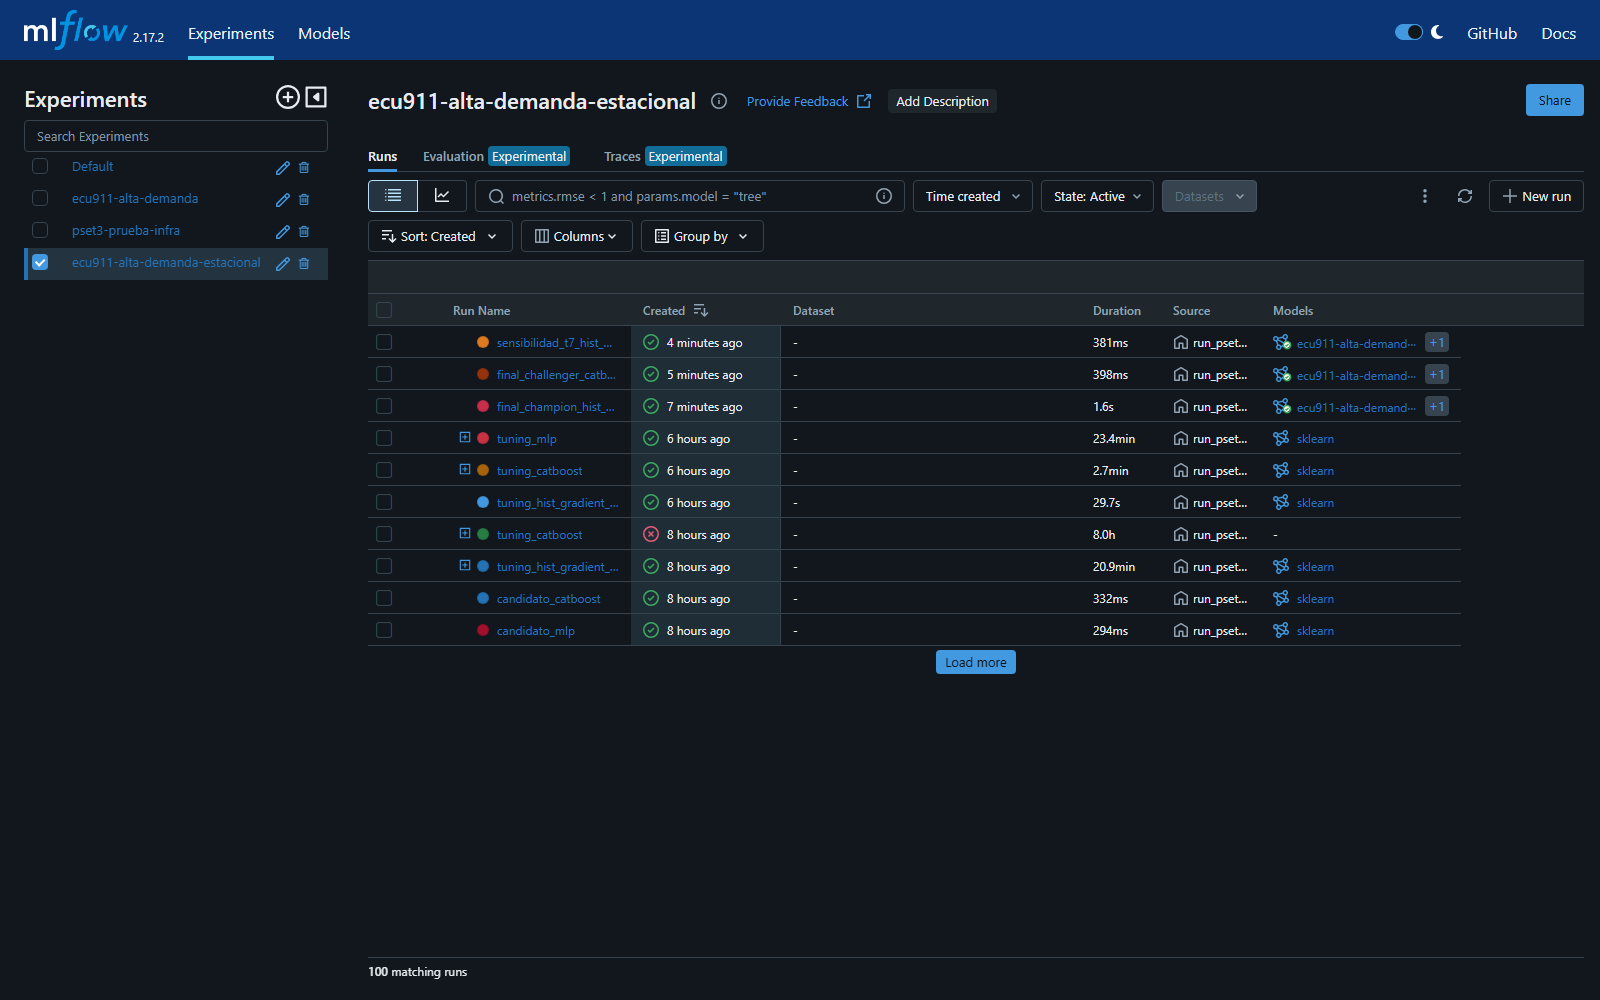 mlflow 2.17.2 Experiments Models GitHub Docs
Experiments
Search Experiments
Default
ecu911-alta-demanda
pset3-prueba-infra
ecu911-alta-demanda-estacional
ecu911-alta-demanda-estacional Provide Feedback Add Description Share
Runs Evaluation Experimental Traces Experimental
metrics.rmse < 1 and params.model = "tree" Time created State: Active Datasets New run
Sort: Created Columns Group by
Run Name Created Dataset Duration Source Models
sensibilidad_t7_hist_... 4 minutes ago - 381ms run_pset... ecu911-alta-demand... +1
final_challenger_catb... 5 minutes ago - 398ms run_pset... ecu911-alta-demand... +1
final_champion_hist_... 7 minutes ago - 1.6s run_pset... ecu911-alta-demand... +1
tuning_mlp 6 hours ago - 23.4min run_pset... sklearn
tuning_catboost 6 hours ago - 2.7min run_pset... sklearn
tuning_hist_gradient_... 6 hours ago - 29.7s run_pset... sklearn
tuning_catboost 8 hours ago - 8.0h run_pset... -
tuning_hist_gradient_... 8 hours ago - 20.9min run_pset... sklearn
candidato_catboost 8 hours ago - 332ms run_pset... sklearn
candidato_mlp 8 hours ago - 294ms run_pset... sklearn
Load more
100 matching runs